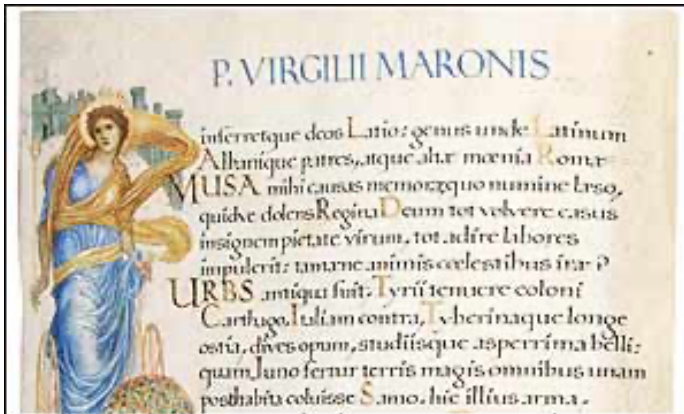 P. VIRGILII MARONIS
inferretque deos Latio: genus unde Latinum
Albanique patres, atque altæ mœnia Romæ
MUSA mihi causas memora; quo numine læso,
quidve dolens Regina Deum tot volvere casus
insignem pietate virum, tot adire labores
impulerit: tantæne animis cœlestibus iræ?
URBS antiqua fuit, Tyrii tenuere coloni
Carthago, Italiam contra, Tyberinaque longe
ostia, dives opum, studiisque asperrima belli:
quam Juno fertur terris magis omnibus unam
posthabita coluisse Samo. hic illius arma.